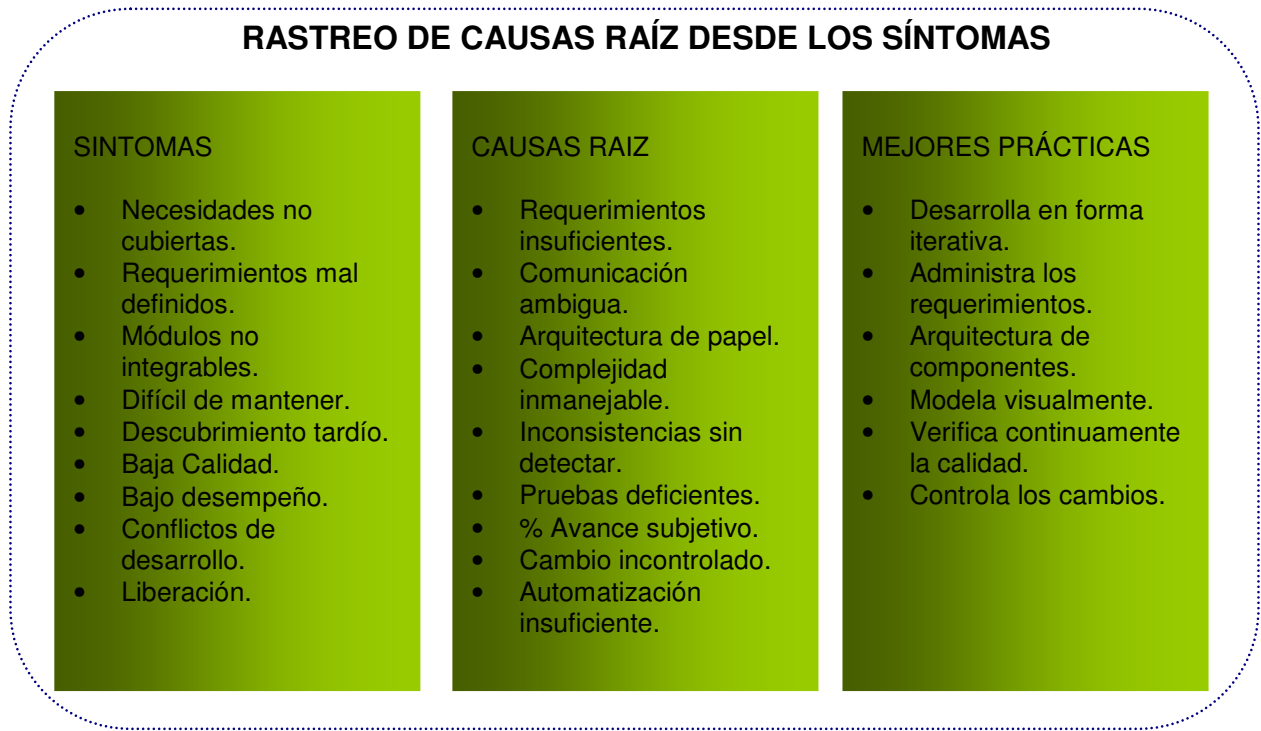 RASTREO DE CAUSAS RAÍZ DESDE LOS SÍNTOMAS
SINTOMAS
• Necesidades no
cubiertas.
• Requerimientos mal
definidos.
• Módulos no
integrables.
• Difícil de mantener.
• Descubrimiento tardío.
• Baja Calidad.
• Bajo desempeño.
• Conflictos de
desarrollo.
• Liberación.
CAUSAS RAIZ
• Requerimientos
insuficientes.
• Comunicación
ambigua.
• Arquitectura de papel.
• Complejidad
inmanejable.
• Inconsistencias sin
detectar.
• Pruebas deficientes.
• % Avance subjetivo.
• Cambio incontrolado.
• Automatización
insuficiente.
MEJORES PRÁCTICAS
• Desarrolla en forma
iterativa.
• Administra los
requerimientos.
• Arquitectura de
componentes.
• Modela visualmente.
• Verifica continuamente
la calidad.
• Controla los cambios.